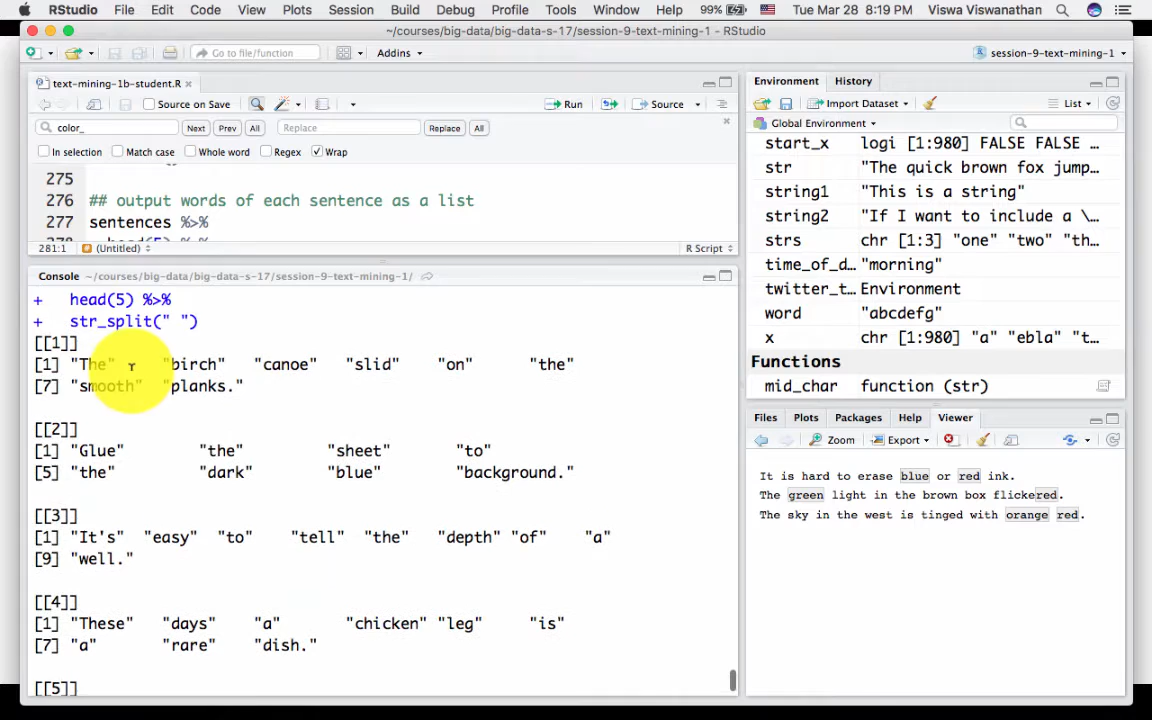 RStudio File Edit Code View Plots Session Build Debug Profile Tools Window Help 99% Tue Mar 28 8:19 PM Viswa Viswanathan
~/courses/big-data/big-data-s-17/session-9-text-mining-1 - RStudio
Go to file/function Addins session-9-text-mining-1
text-mining-1b-student.R
Source on Save Run Source
color_ Next Prev All Replace Replace All
In selection Match case Whole word Regex Wrap
275
276 ## output words of each sentence as a list
277 sentences %>%
281:1 (Untitled) R Script
Console ~/courses/big-data/big-data-s-17/session-9-text-mining-1/
+ head(5) %>%
+ str_split(" ")
[[1]]
[1] "The" "birch" "canoe" "slid" "on" "the"
[7] "smooth" "planks."
[[2]]
[1] "Glue" "the" "sheet" "to"
[5] "the" "dark" "blue" "background."
[[3]]
[1] "It's" "easy" "to" "tell" "the" "depth" "of" "a"
[9] "well."
[[4]]
[1] "These" "days" "a" "chicken" "leg" "is"
[7] "a" "rare" "dish."
[[5]]
Environment History
Import Dataset List
Global Environment
start_x logi [1:980] FALSE FALSE …
str "The quick brown fox jump…
string1 "This is a string"
string2 "If I want to include a \…
strs chr [1:3] "one" "two" "th…
time_of_d… "morning"
twitter_t… Environment
word "abcdefg"
x chr [1:980] "a" "ebla" "t…
Functions
mid_char function (str)
Files Plots Packages Help Viewer
Zoom Export
It is hard to erase blue or red ink.
The green light in the brown box flickered.
The sky in the west is tinged with orange red.